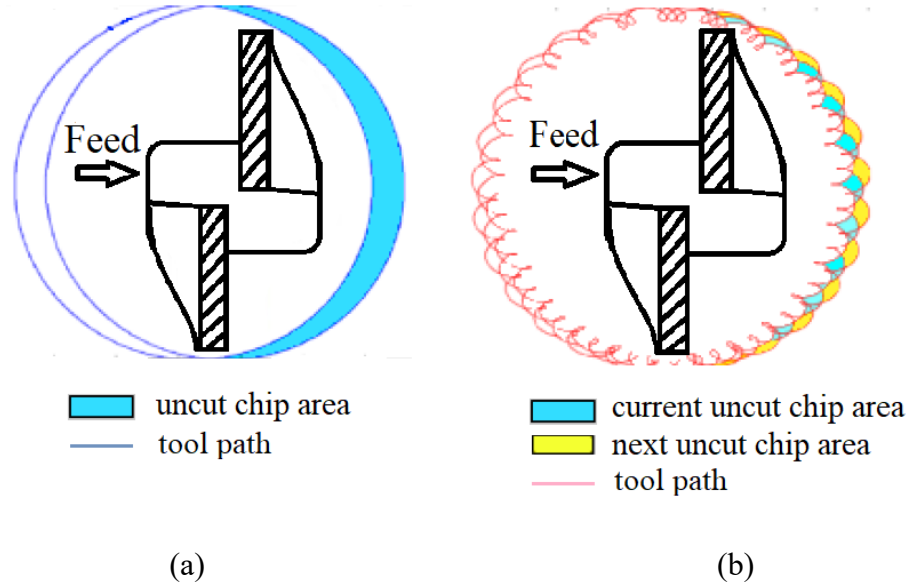 Feed
uncut chip area
tool path
(a)
Feed
current uncut chip area
next uncut chip area
tool path
(b)